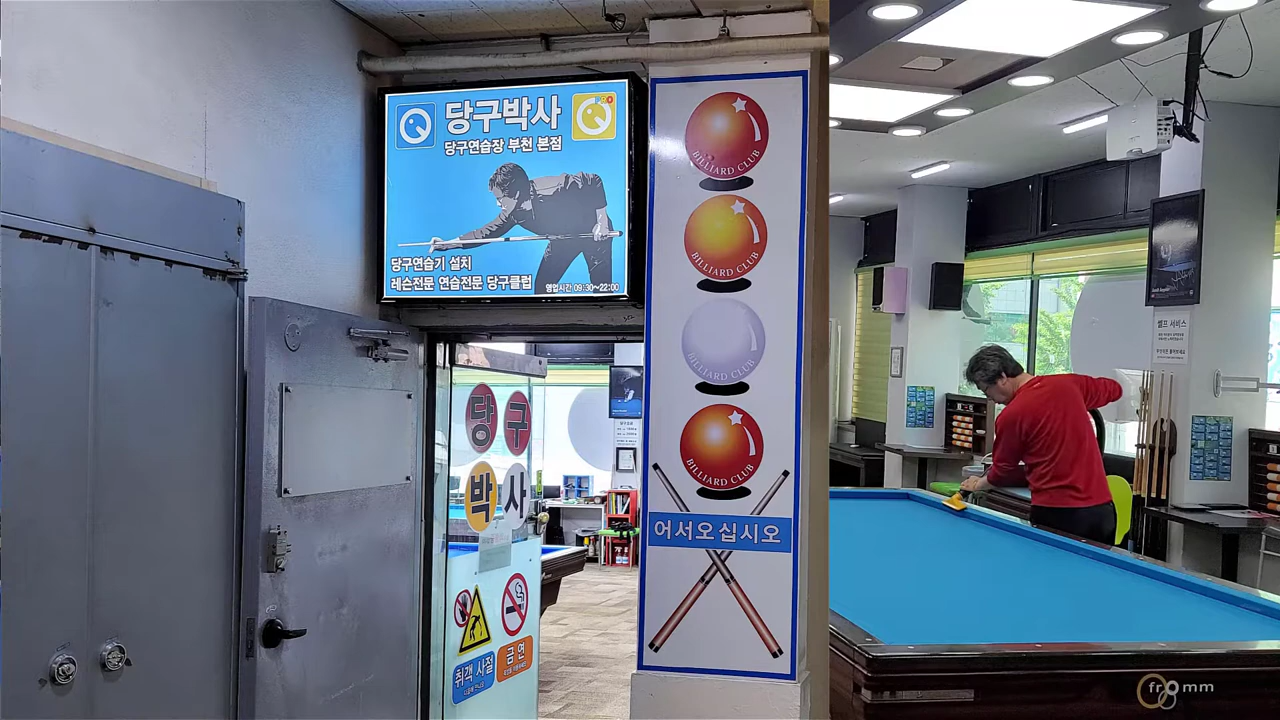 당구박사
당구연습장 부천 본점
당구연습기 설치
레슨전문 연습전문 당구클럽
영업시간 09:30~22:00
BILLIARD CLUB
BILLIARD CLUB
BILLIARD CLUB
BILLIARD CLUB
어서오십시오
당구
박사
취객 사절
금연
셀프 서비스
fromm